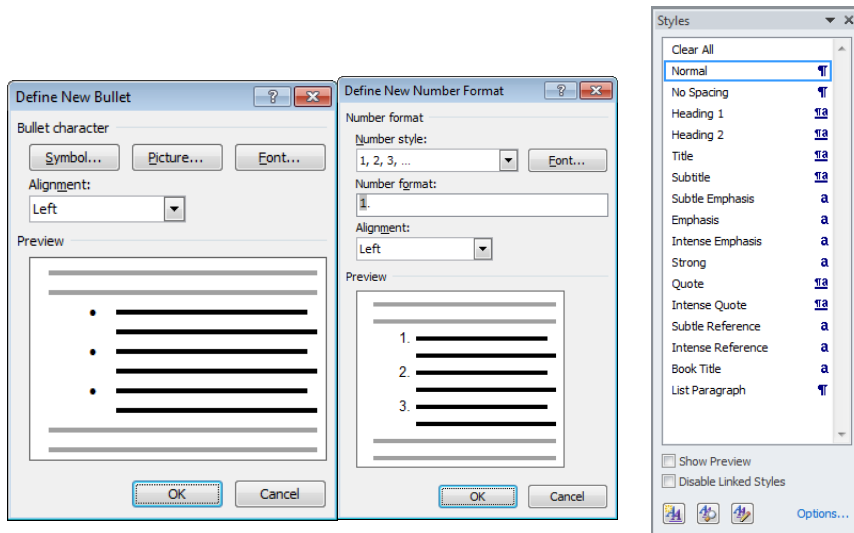 Define New Bullet
Bullet character
Symbol... Picture... Font...
Alignment:
Left
Preview
OK Cancel
Define New Number Format
Number format
Number style:
1, 2, 3, ... Font...
Number format:
1.
Alignment:
Left
Preview
1.
2.
3.
OK Cancel
Styles
Clear All
Normal ¶
No Spacing ¶
Heading 1 ¶a
Heading 2 ¶a
Title ¶a
Subtitle ¶a
Subtle Emphasis a
Emphasis a
Intense Emphasis a
Strong a
Quote ¶a
Intense Quote ¶a
Subtle Reference a
Intense Reference a
Book Title a
List Paragraph ¶
Show Preview
Disable Linked Styles
Options...